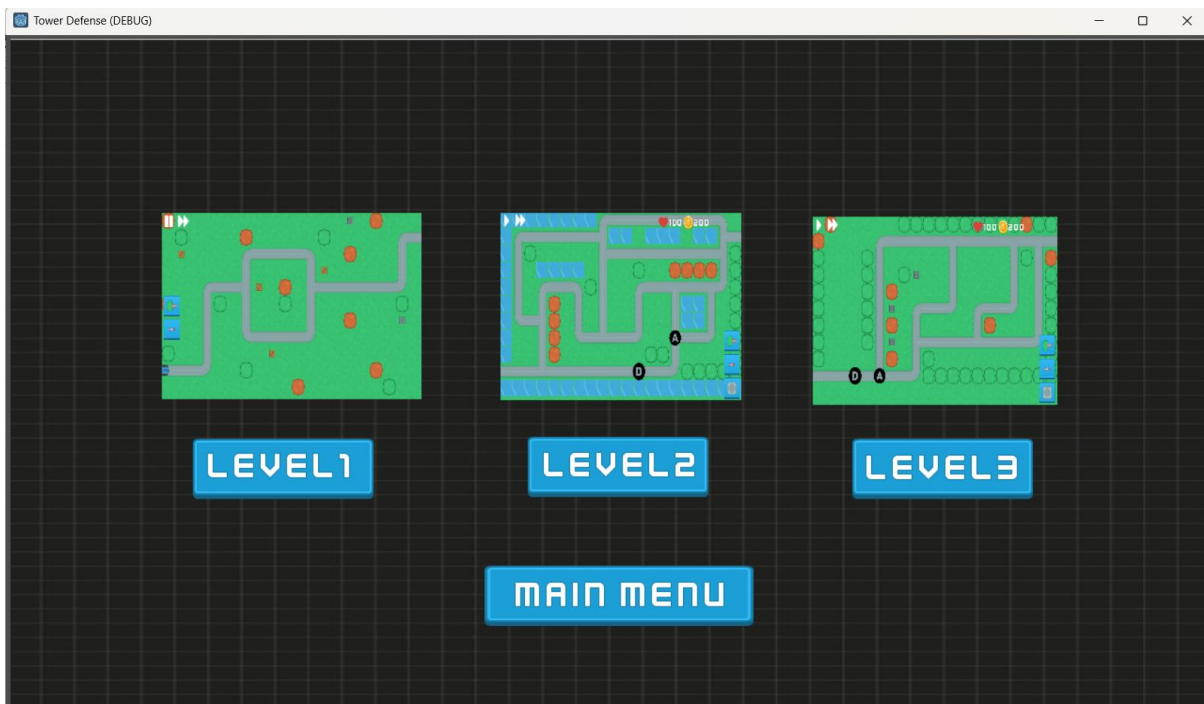 Tower Defense (DEBUG)
100 200
100 200
A
D
D A
LEVEL1
LEVEL2
LEVEL3
MAIN MENU